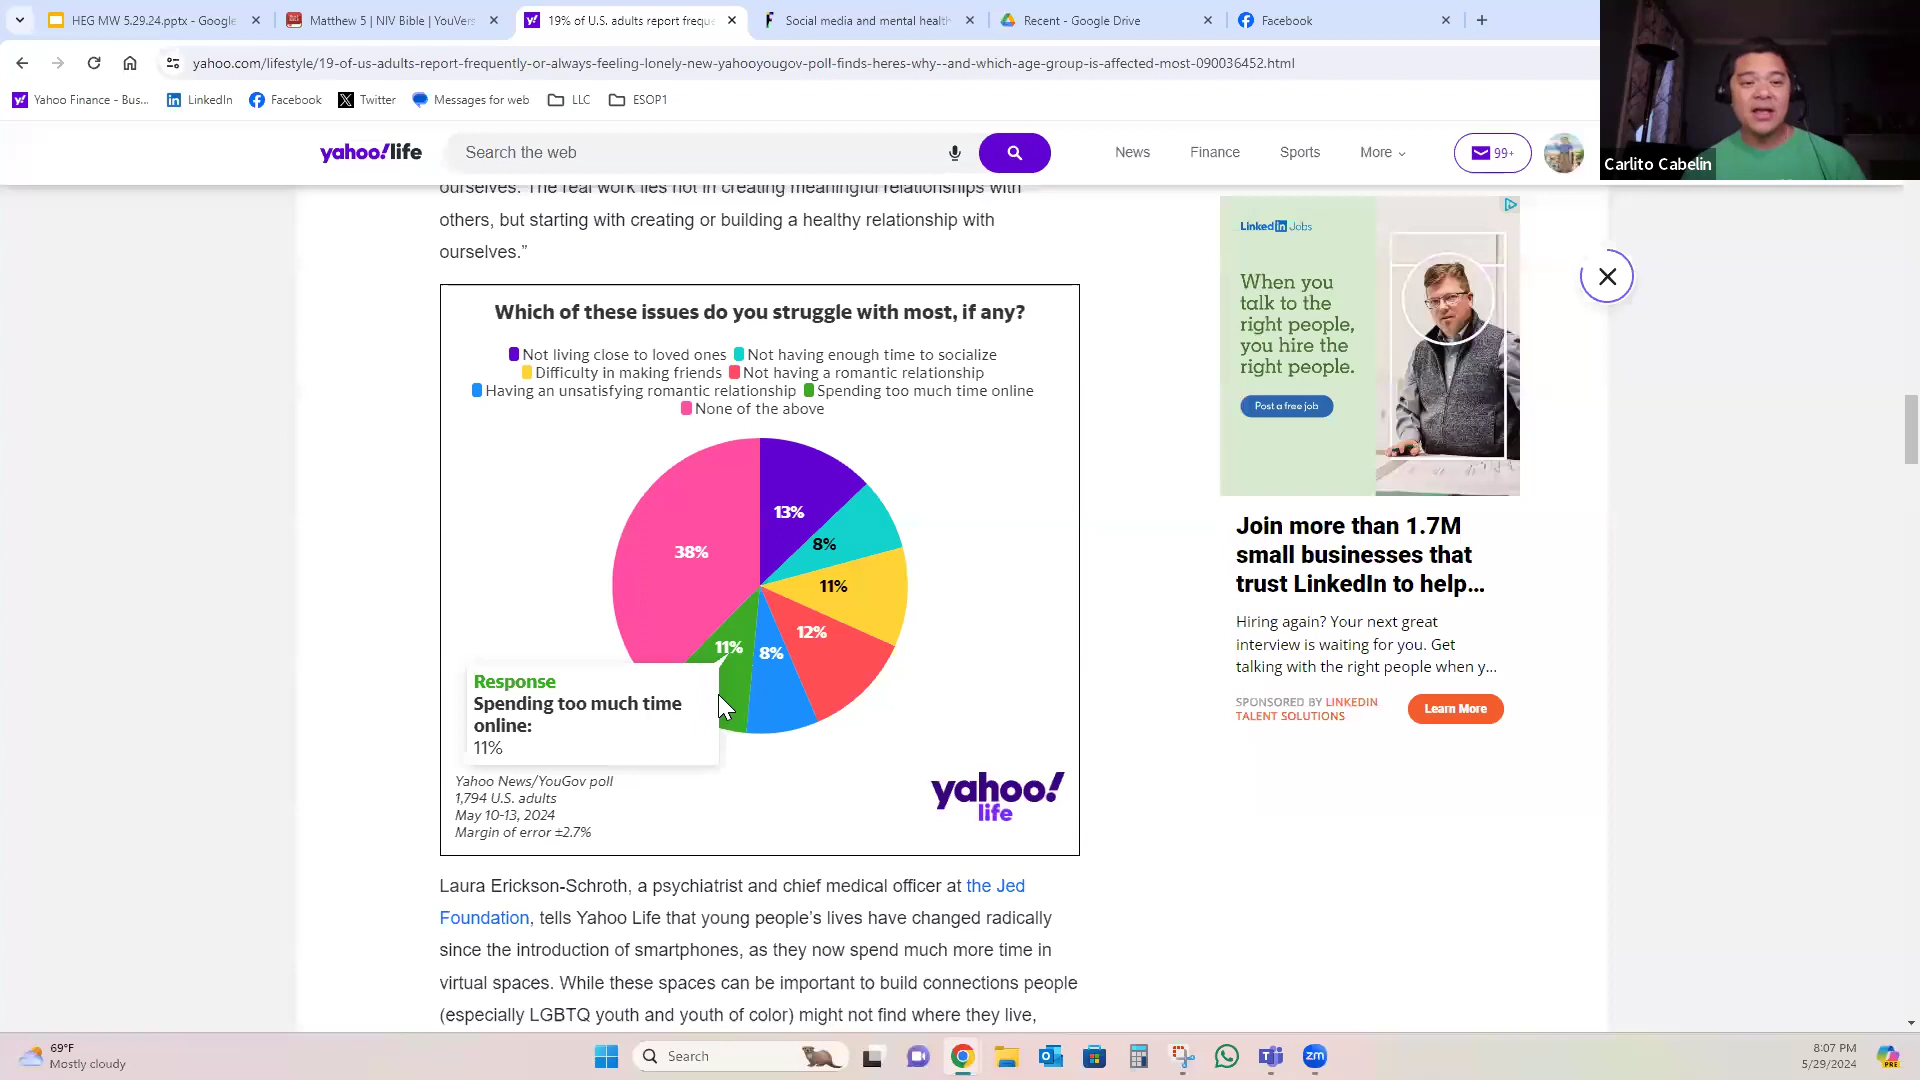 HEG MW 5.29.24.pptx - Google
Matthew 5 | NIV Bible | YouVers
19% of U.S. adults report freque
Social media and mental health
Recent - Google Drive
Facebook
yahoo.com/lifestyle/19-of-us-adults-report-frequently-or-always-feeling-lonely-new-yahooyougov-poll-finds-heres-why--and-which-age-group-is-affected-most-090036452.html
Yahoo Finance - Bus...
LinkedIn
Facebook
Twitter
Messages for web
LLC
ESOP1
Carlito Cabelin
yahoo!life
Search the web
News
Finance
Sports
More
99+
ourselves. The real work lies not in creating meaningful relationships with
others, but starting with creating or building a healthy relationship with
ourselves.”
Which of these issues do you struggle with most, if any?
Not living close to loved ones Not having enough time to socialize
Difficulty in making friends Not having a romantic relationship
Having an unsatisfying romantic relationship Spending too much time online
None of the above
13%
8%
11%
12%
8%
11%
38%
Response
Spending too much time
online:
11%
Yahoo News/YouGov poll
1,794 U.S. adults
May 10-13, 2024
Margin of error ±2.7%
yahoo!
life
Laura Erickson-Schroth, a psychiatrist and chief medical officer at the Jed
Foundation, tells Yahoo Life that young people’s lives have changed radically
since the introduction of smartphones, as they now spend much more time in
virtual spaces. While these spaces can be important to build connections people
(especially LGBTQ youth and youth of color) might not find where they live,
LinkedIn Jobs
When you
talk to the
right people,
you hire the
right people.
Post a free job
Join more than 1.7M
small businesses that
trust LinkedIn to help...
Hiring again? Your next great
interview is waiting for you. Get
talking with the right people when y...
SPONSORED BY LINKEDIN
TALENT SOLUTIONS
Learn More
69°F
Mostly cloudy
Search
zm
PRE
8:07 PM
5/29/2024